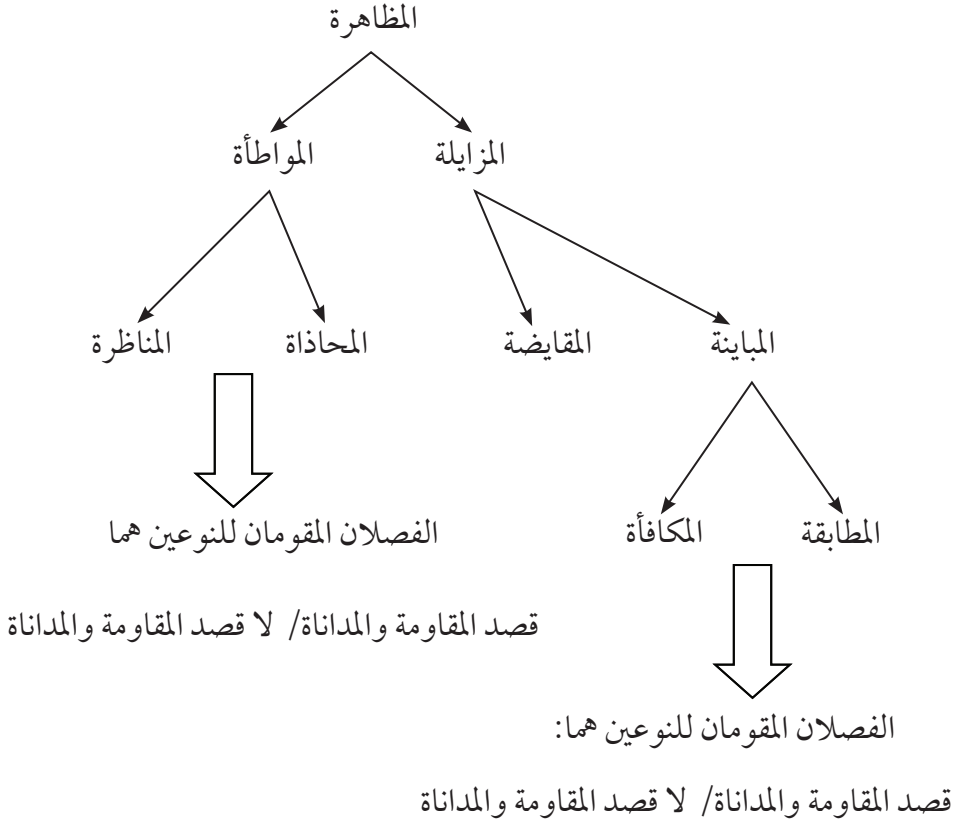 المظاهرة
المزايلة
المواطأة
المباينة
المقايضة
المحاذاة
المناظرة
المطابقة
المكافأة
الفصلان المقومان للنوعين هما
قصد المقاومة والمداناة/ لا قصد المقاومة والمداناة
الفصلان المقومان للنوعين هما:
قصد المقاومة والمداناة/ لا قصد المقاومة والمداناة